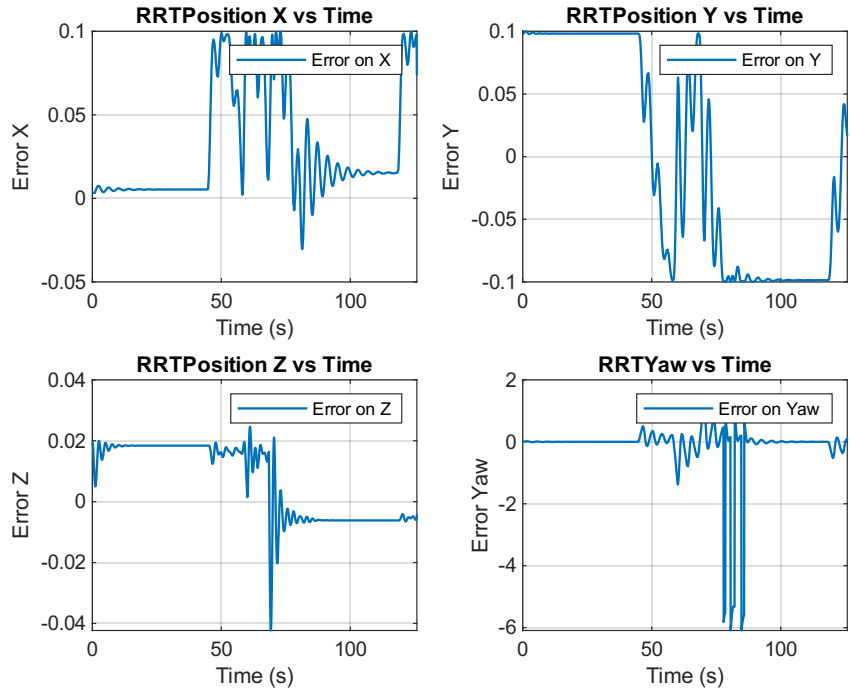 RRTPosition X vs Time
0.1
0.05
0
-0.05
Error X
Error on X
0
50
100
Time (s)
RRTPosition Y vs Time
0.1
0.05
0
-0.05
-0.1
Error Y
Error on Y
0
50
100
Time (s)
RRTPosition Z vs Time
0.04
0.02
0
-0.02
-0.04
Error Z
Error on Z
0
50
100
Time (s)
RRTYaw vs Time
2
0
-2
-4
-6
Error Yaw
Error on Yaw
0
50
100
Time (s)